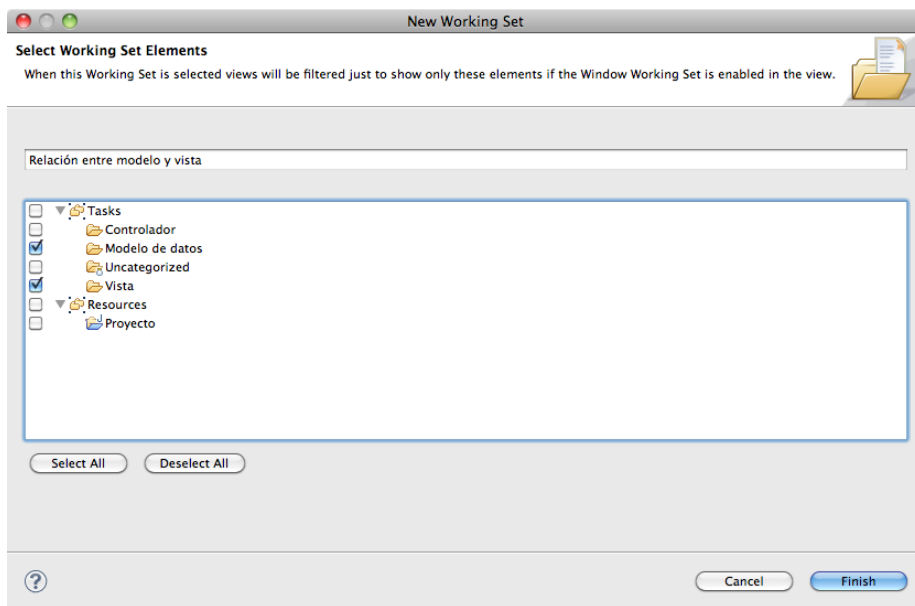 New Working Set
Select Working Set Elements
When this Working Set is selected views will be filtered just to show only these elements if the Window Working Set is enabled in the view.
Relación entre modelo y vista
Tasks
Controlador
Modelo de datos
Uncategorized
Vista
Resources
Proyecto
Select All Deselect All
? Cancel Finish